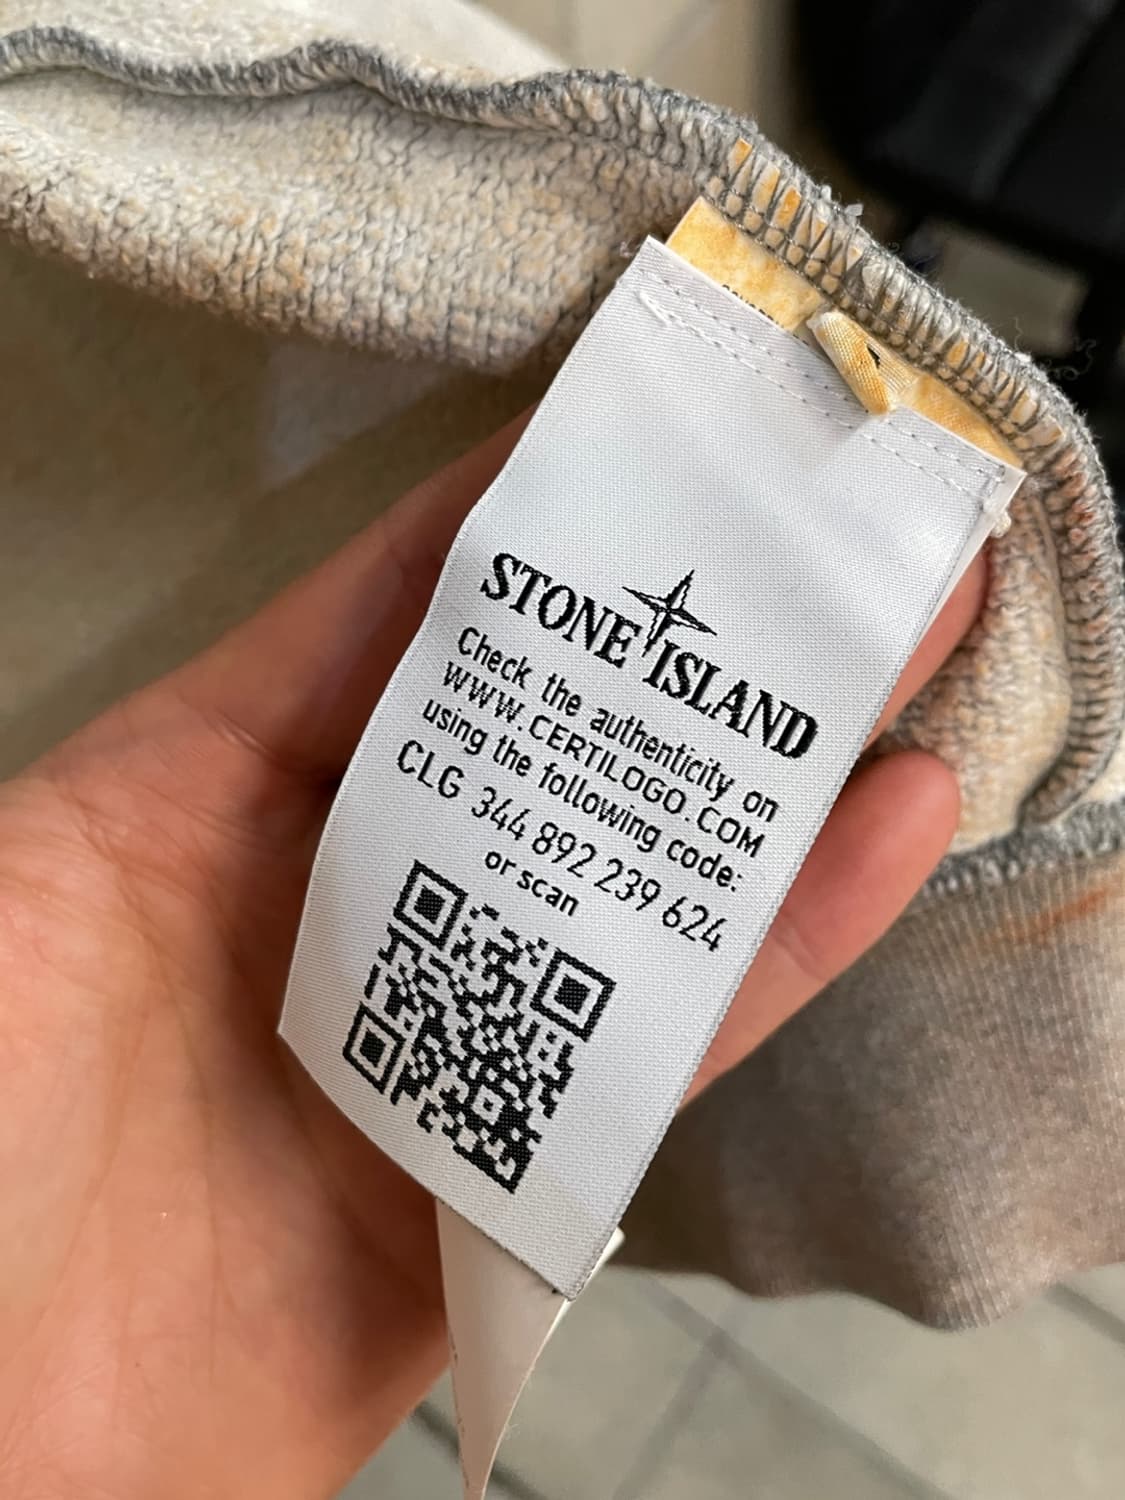 STONE ISLAND
Check the authenticity on
WWW.CERTILOGO.COM
using the following code:
CLG 344 892 239 624
or scan